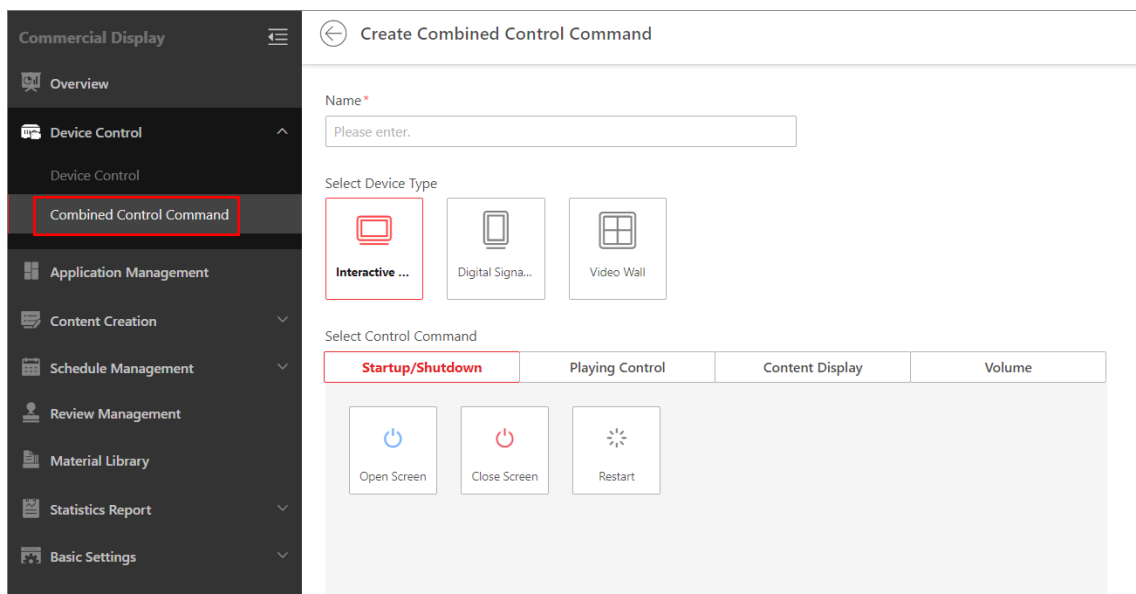 Commercial Display
Overview
Device Control
Device Control
Combined Control Command
Application Management
Content Creation
Schedule Management
Review Management
Material Library
Statistics Report
Basic Settings
Create Combined Control Command
Name*
Please enter.
Select Device Type
Interactive ...
Digital Signa...
Video Wall
Select Control Command
Startup/Shutdown
Playing Control
Content Display
Volume
Open Screen
Close Screen
Restart